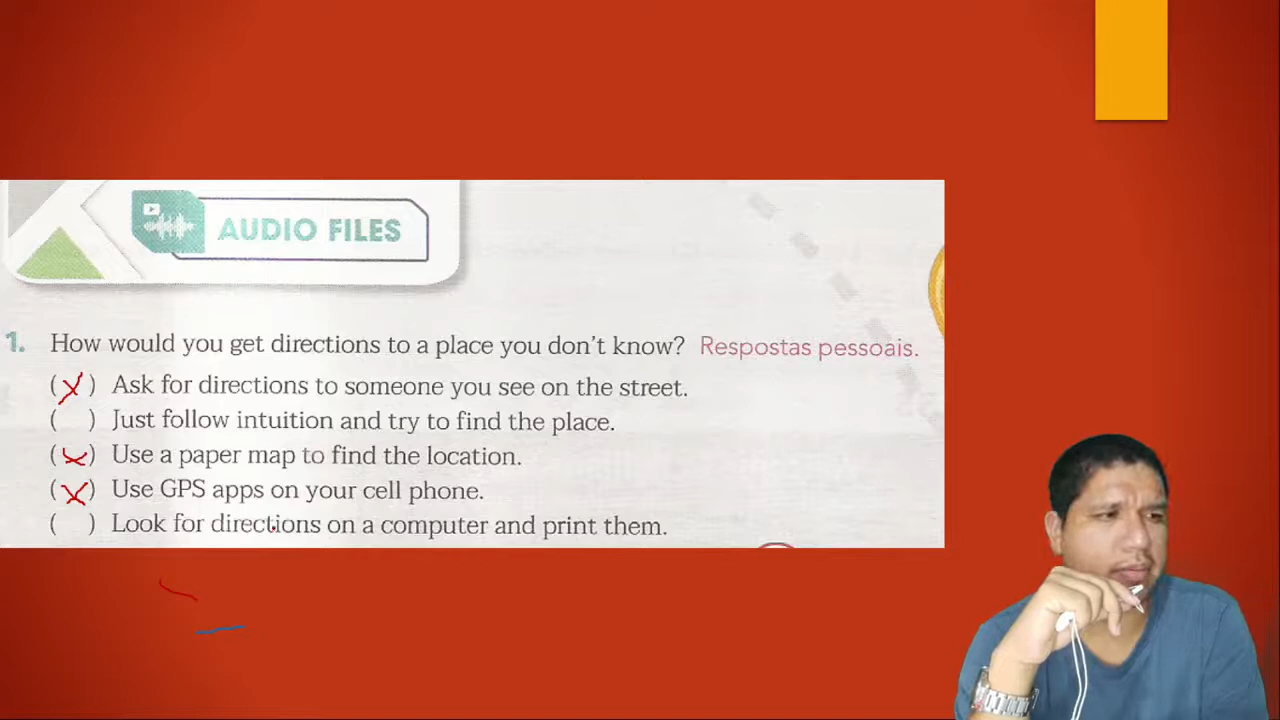 AUDIO FILES
1. How would you get directions to a place you don't know? Respostas pessoais.
(X) Ask for directions to someone you see on the street.
( ) Just follow intuition and try to find the place.
(X) Use a paper map to find the location.
(X) Use GPS apps on your cell phone.
( ) Look for directions on a computer and print them.